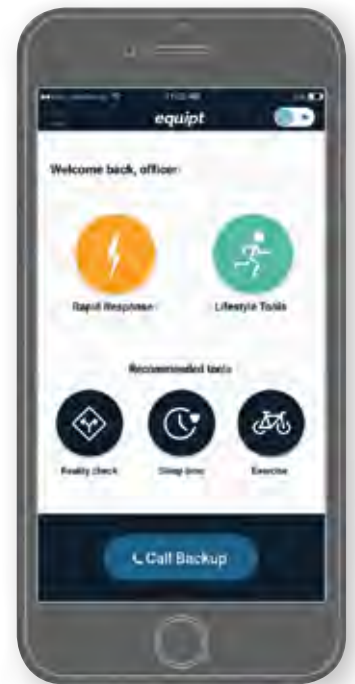 equipt
Welcome back, officer
Rapid Response
Lifestyle Tools
Recommended tools
Reality check
Sleep time
Exercise
Call Backup